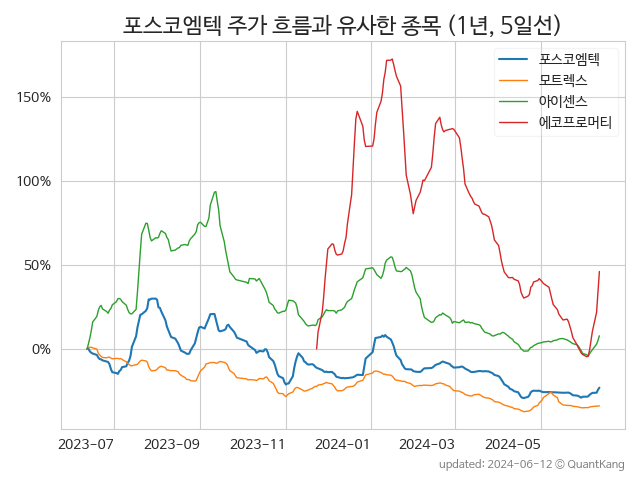 포스코엠텍 주가 흐름과 유사한 종목 (1년, 5일선)
포스코엠텍
모트렉스
아이센스
에코프로머티
150%
100%
50%
0%
2023-07 2023-09 2023-11 2024-01 2024-03 2024-05
updated: 2024-06-12 © QuantKang